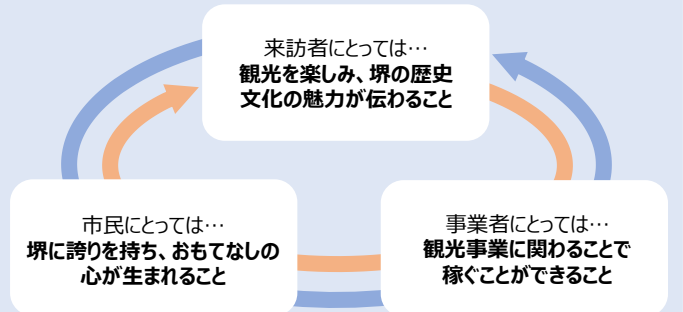 来訪者にとっては…
観光を楽しみ、堺の歴史
文化の魅力が伝わること
市民にとっては…
堺に誇りを持ち、おもてなしの
心が生まれること
事業者にとっては…
観光事業に関わることで
稼ぐことができること